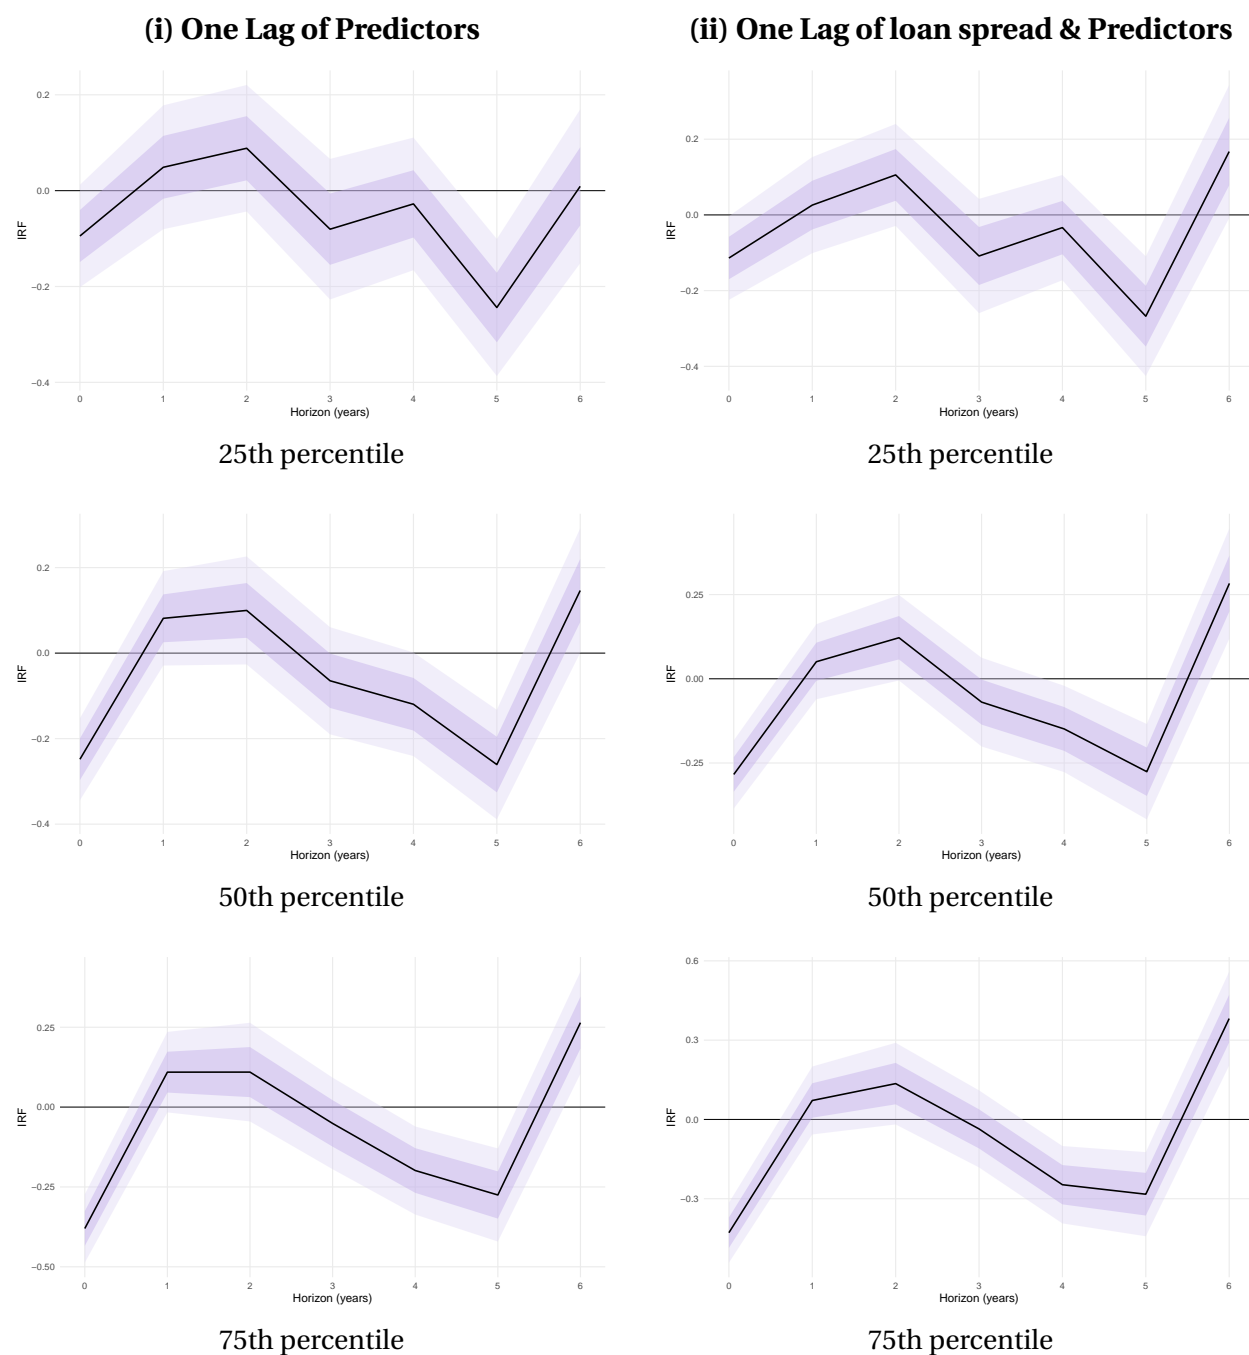 (i) One Lag of Predictors
0.2
0.0
−0.2
−0.4
IRF
0 1 2 3 4 5 6
Horizon (years)
25th percentile
(ii) One Lag of loan spread & Predictors
0.2
0.0
−0.2
−0.4
IRF
0 1 2 3 4 5 6
Horizon (years)
25th percentile
0.2
0.0
−0.2
−0.4
IRF
0 1 2 3 4 5 6
Horizon (years)
50th percentile
0.25
0.00
−0.25
IRF
0 1 2 3 4 5 6
Horizon (years)
50th percentile
0.25
0.00
−0.25
−0.50
IRF
0 1 2 3 4 5 6
Horizon (years)
75th percentile
0.6
0.3
0.0
−0.3
IRF
0 1 2 3 4 5 6
Horizon (years)
75th percentile